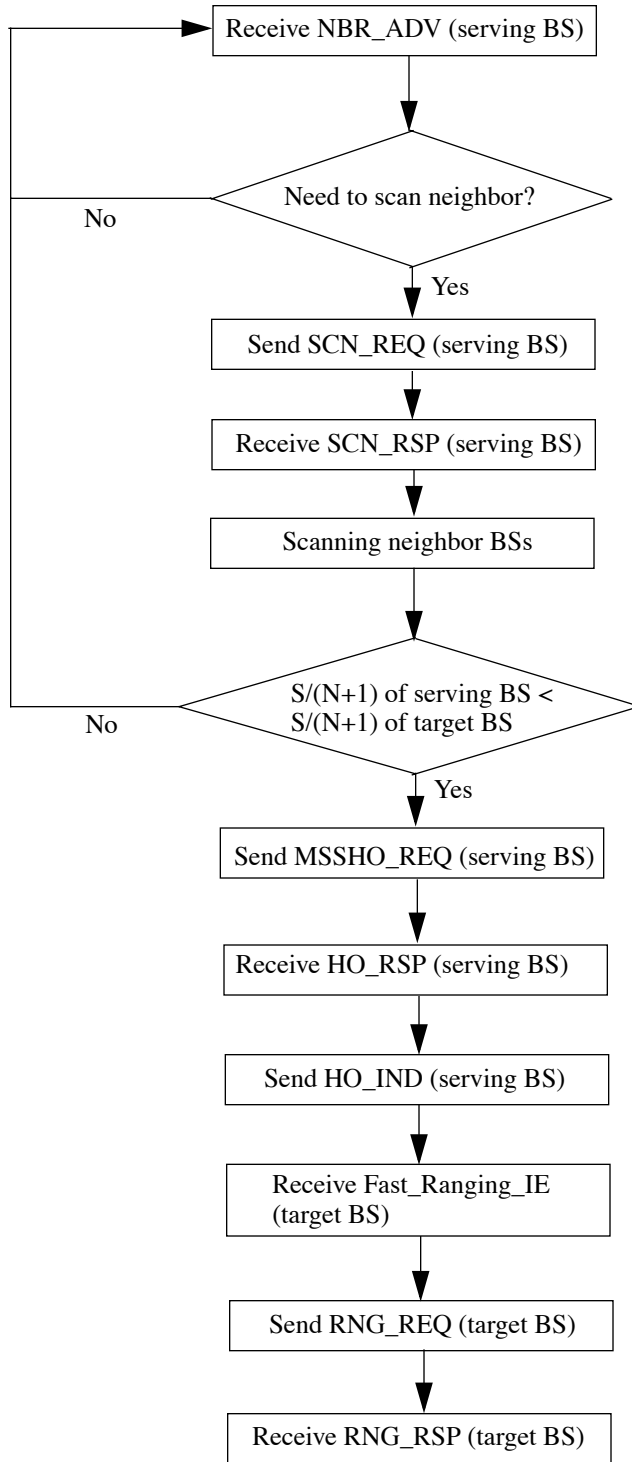 Receive NBR_ADV (serving BS)
Need to scan neighbor?
No
Yes
Send SCN_REQ (serving BS)
Receive SCN_RSP (serving BS)
Scanning neighbor BSs
S/(N+1) of serving BS <
S/(N+1) of target BS
No
Yes
Send MSSHO_REQ (serving BS)
Receive HO_RSP (serving BS)
Send HO_IND (serving BS)
Receive Fast_Ranging_IE
(target BS)
Send RNG_REQ (target BS)
Receive RNG_RSP (target BS)